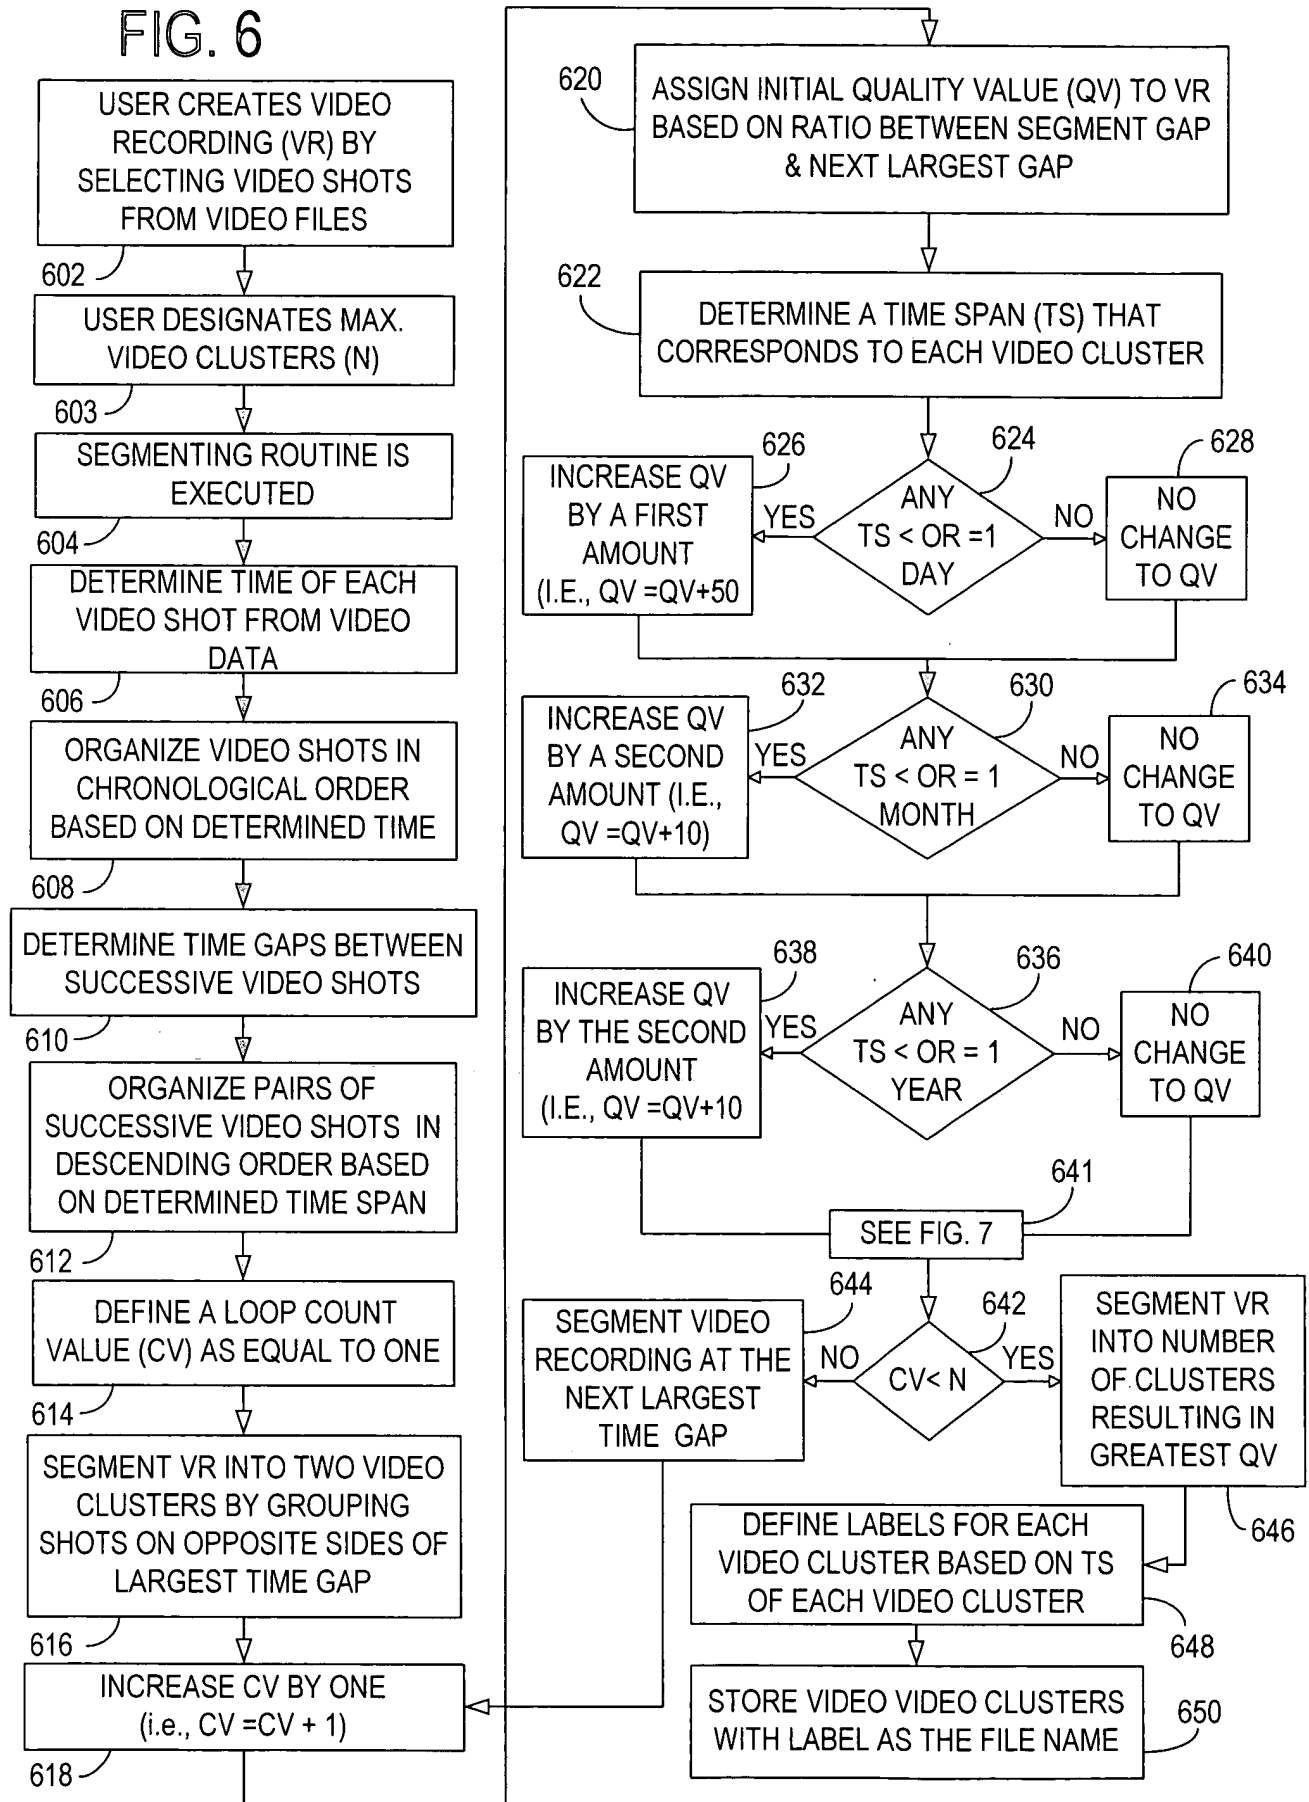 FIG. 6
USER CREATES VIDEO
RECORDING (VR) BY
SELECTING VIDEO SHOTS
FROM VIDEO FILES
602
USER DESIGNATES MAX.
VIDEO CLUSTERS (N)
603
SEGMENTING ROUTINE IS
EXECUTED
604
DETERMINE TIME OF EACH
VIDEO SHOT FROM VIDEO
DATA
606
ORGANIZE VIDEO SHOTS IN
CHRONOLOGICAL ORDER
BASED ON DETERMINED TIME
608
DETERMINE TIME GAPS BETWEEN
SUCCESSIVE VIDEO SHOTS
610
ORGANIZE PAIRS OF
SUCCESSIVE VIDEO SHOTS IN
DESCENDING ORDER BASED
ON DETERMINED TIME SPAN
612
DEFINE A LOOP COUNT
VALUE (CV) AS EQUAL TO ONE
614
SEGMENT VR INTO TWO VIDEO
CLUSTERS BY GROUPING
SHOTS ON OPPOSITE SIDES OF
LARGEST TIME GAP
616
INCREASE CV BY ONE
(i.e., CV =CV + 1)
618
620
ASSIGN INITIAL QUALITY VALUE (QV) TO VR
BASED ON RATIO BETWEEN SEGMENT GAP
& NEXT LARGEST GAP
622
DETERMINE A TIME SPAN (TS) THAT
CORRESPONDS TO EACH VIDEO CLUSTER
626
INCREASE QV
BY A FIRST
AMOUNT
(I.E., QV =QV+50
YES
624
ANY
TS < OR =1
DAY
NO
628
NO
CHANGE
TO QV
632
INCREASE QV
BY A SECOND
AMOUNT (I.E.,
QV =QV+10)
YES
630
ANY
TS < OR = 1
MONTH
NO
634
NO
CHANGE
TO QV
638
INCREASE QV
BY THE SECOND
AMOUNT
(I.E., QV =QV+10
YES
636
ANY
TS < OR = 1
YEAR
NO
640
NO
CHANGE
TO QV
641
SEE FIG. 7
644
SEGMENT VIDEO
RECORDING AT THE
NEXT LARGEST
TIME GAP
NO
642
CV< N
YES
SEGMENT VR
INTO NUMBER
OF CLUSTERS
RESULTING IN
GREATEST QV
646
DEFINE LABELS FOR EACH
VIDEO CLUSTER BASED ON TS
OF EACH VIDEO CLUSTER
648
STORE VIDEO VIDEO CLUSTERS
WITH LABEL AS THE FILE NAME
650